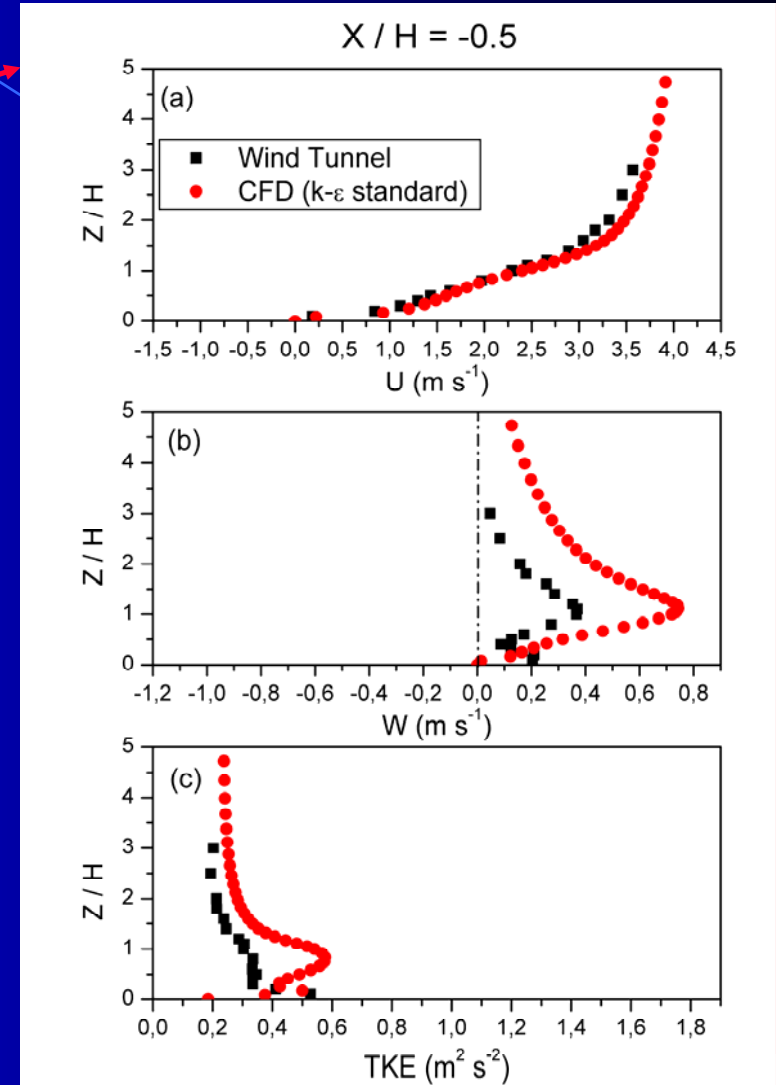 X / H = -0.5
(a)
Wind Tunnel
CFD (k-ε standard)
Z / H
5
4
3
2
1
0
-1,5 -1,0 -0,5 0,0 0,5 1,0 1,5 2,0 2,5 3,0 3,5 4,0 4,5
U (m s⁻¹)
(b)
Z / H
5
4
3
2
1
0
-1,2 -1,0 -0,8 -0,6 -0,4 -0,2 0,0 0,2 0,4 0,6 0,8
W (m s⁻¹)
(c)
Z / H
5
4
3
2
1
0
0,0 0,2 0,4 0,6 0,8 1,0 1,2 1,4 1,6 1,8
TKE (m² s⁻²)